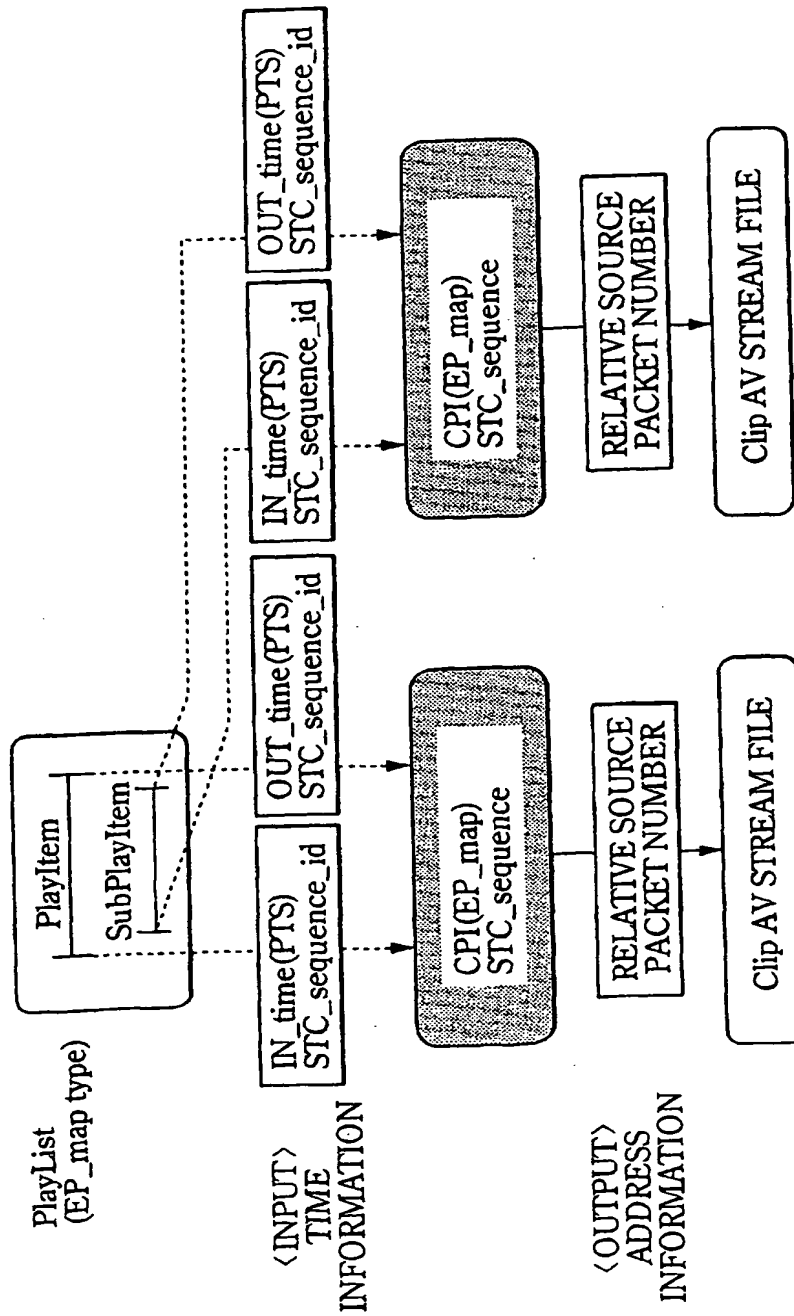 PlayList
(EP_map type)
PlayItem
SubPlayItem
<INPUT>
TIME
INFORMATION
IN_time(PTS)
STC_sequence_id
OUT_time(PTS)
STC_sequence_id
IN_time(PTS)
STC_sequence_id
OUT_time(PTS)
STC_sequence_id
CPI(EP_map)
STC_sequence
CPI(EP_map)
STC_sequence
<OUTPUT>
ADDRESS
INFORMATION
RELATIVE SOURCE
PACKET NUMBER
RELATIVE SOURCE
PACKET NUMBER
Clip AV STREAM FILE
Clip AV STREAM FILE